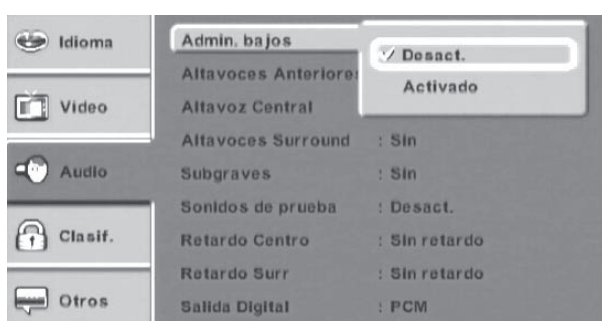 Idioma
Video
Audio
Clasif.
Otros
Admin. bajos
Altavoces Anteriores
Altavoz Central
Altavoces Surround : Sin
Subgraves : Sin
Sonidos de prueba : Desact.
Retardo Centro : Sin retardo
Retardo Surr : Sin retardo
Salida Digital : PCM
✓ Desact.
Activado